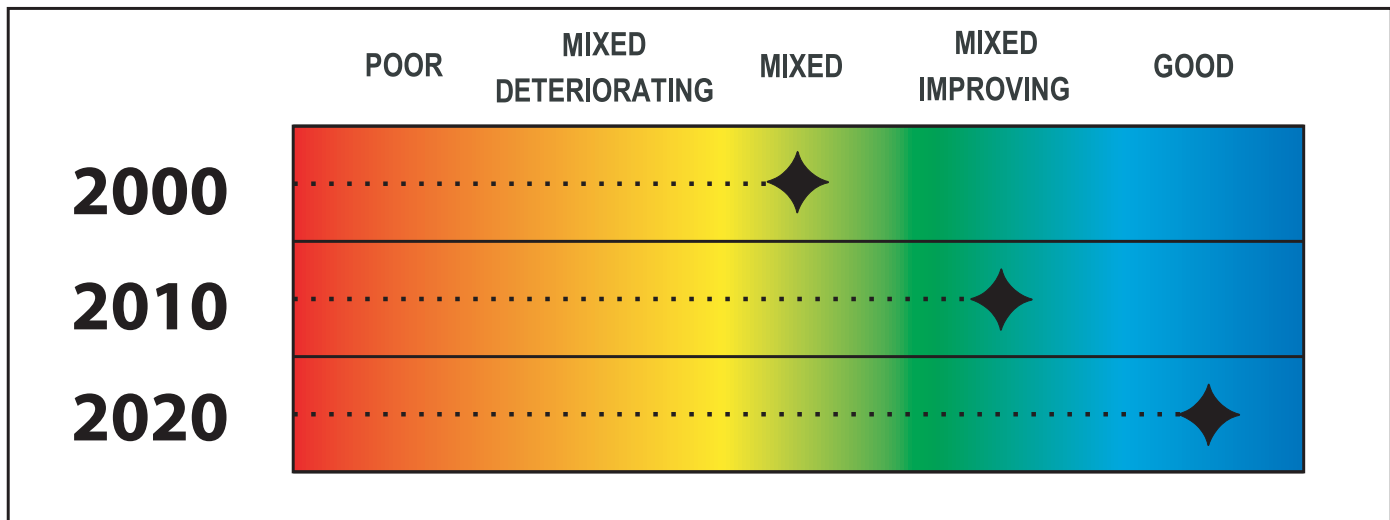 POOR
MIXED
DETERIORATING
MIXED
MIXED
IMPROVING
GOOD
2000
2010
2020